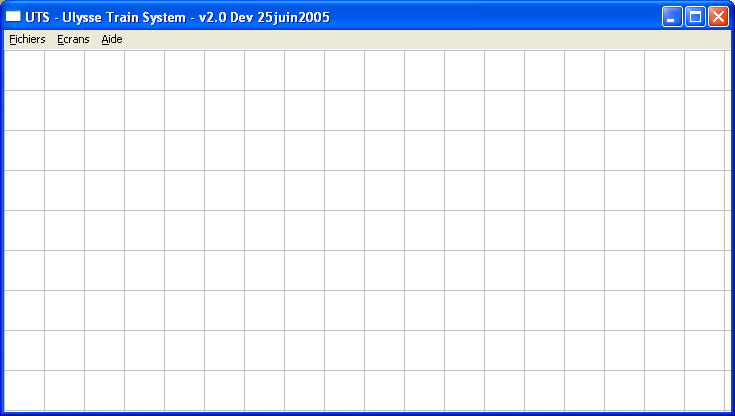 UTS - Ulysse Train System - v2.0 Dev 25juin2005
Fichiers Ecrans Aide